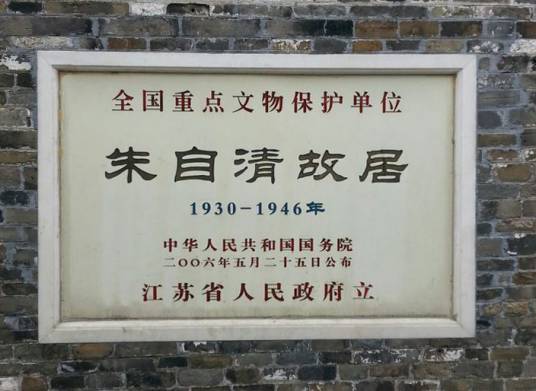 全国重点文物保护单位
朱自清故居
1930-1946年
中华人民共和国国务院
二〇〇六年五月二十五日公布
江苏省人民政府立